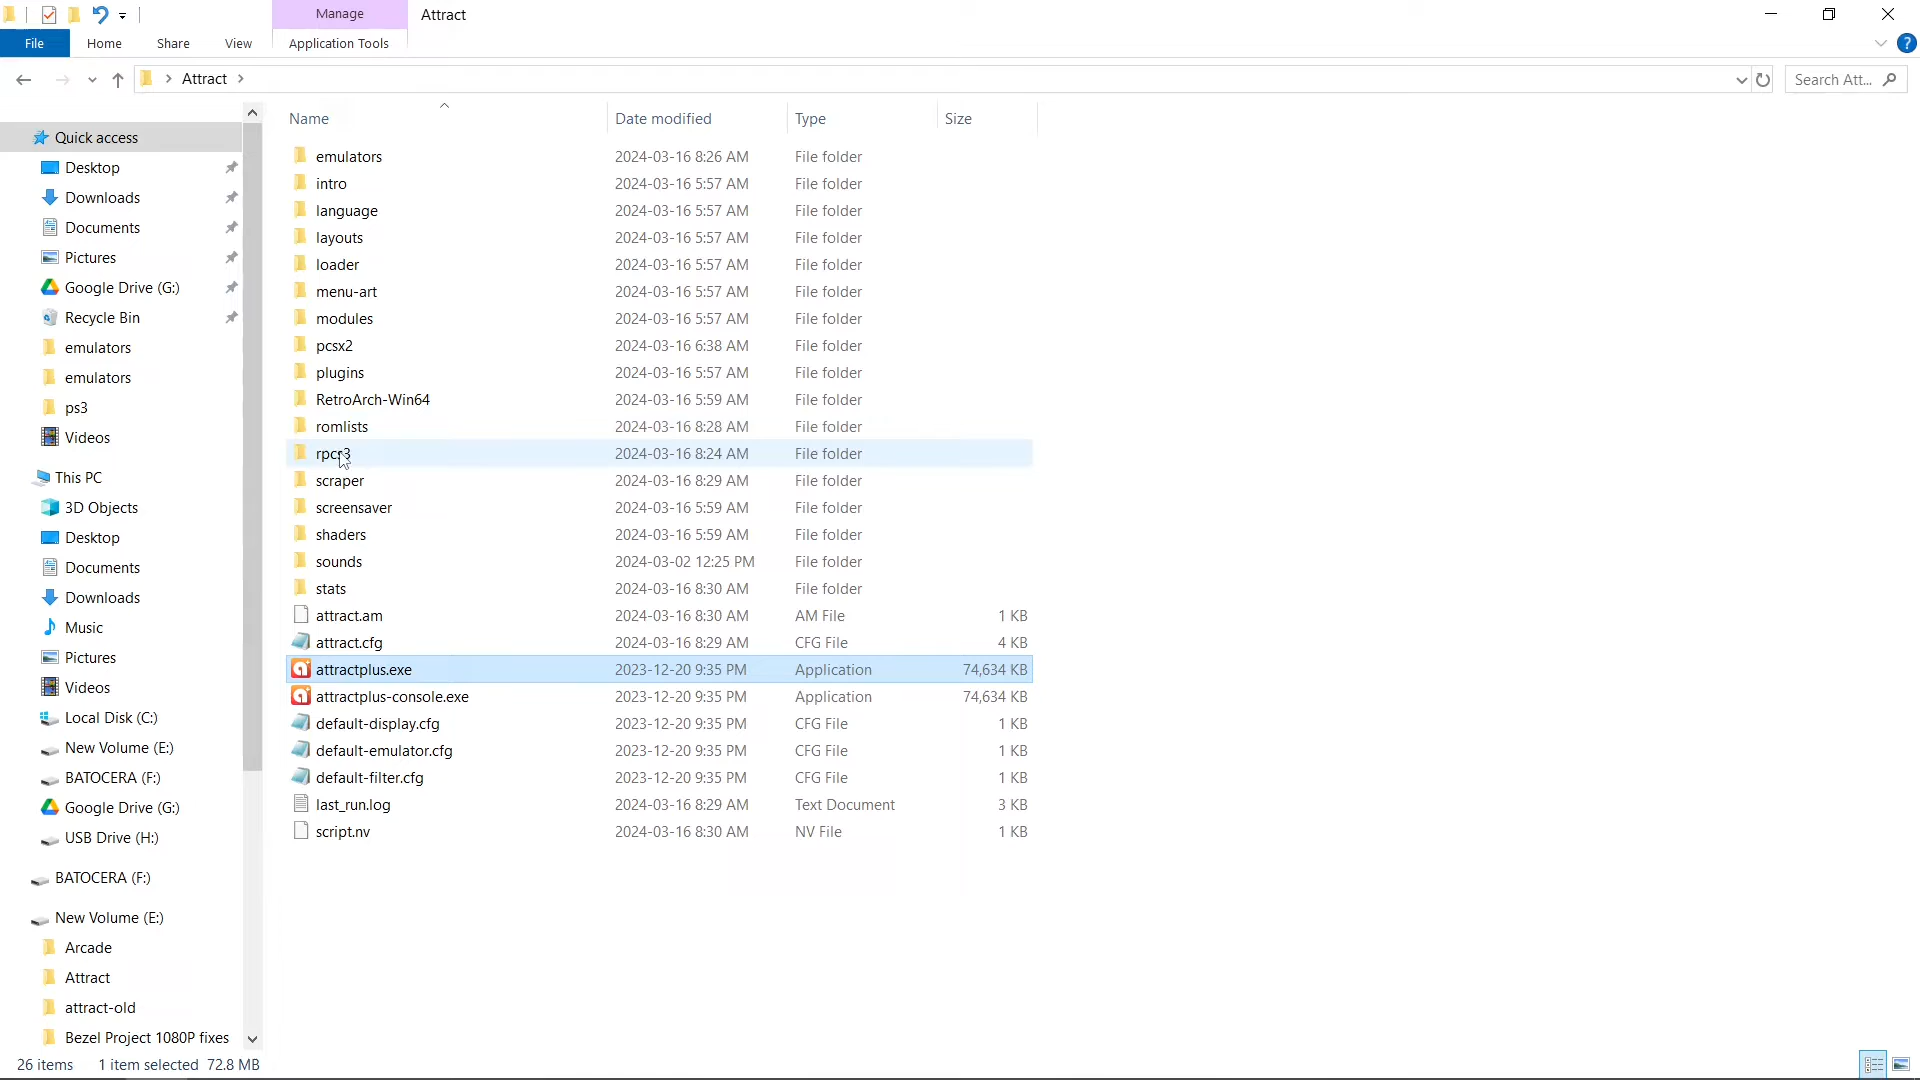 Manage
Attract
File
Home
Share
View
Application Tools
Attract
Search Att...
Name
Date modified
Type
Size
Quick access
Desktop
Downloads
Documents
Pictures
Google Drive (G:)
Recycle Bin
emulators
emulators
ps3
Videos
This PC
3D Objects
Desktop
Documents
Downloads
Music
Pictures
Videos
Local Disk (C:)
New Volume (E:)
BATOCERA (F:)
Google Drive (G:)
USB Drive (H:)
BATOCERA (F:)
New Volume (E:)
Arcade
Attract
attract-old
Bezel Project 1080P fixes
emulators 2024-03-16 8:26 AM File folder
intro 2024-03-16 5:57 AM File folder
language 2024-03-16 5:57 AM File folder
layouts 2024-03-16 5:57 AM File folder
loader 2024-03-16 5:57 AM File folder
menu-art 2024-03-16 5:57 AM File folder
modules 2024-03-16 5:57 AM File folder
pcsx2 2024-03-16 6:38 AM File folder
plugins 2024-03-16 5:57 AM File folder
RetroArch-Win64 2024-03-16 5:59 AM File folder
romlists 2024-03-16 8:28 AM File folder
rpcs3 2024-03-16 8:24 AM File folder
scraper 2024-03-16 8:29 AM File folder
screensaver 2024-03-16 5:59 AM File folder
shaders 2024-03-16 5:59 AM File folder
sounds 2024-03-02 12:25 PM File folder
stats 2024-03-16 8:30 AM File folder
attract.am 2024-03-16 8:30 AM AM File 1 KB
attract.cfg 2024-03-16 8:29 AM CFG File 4 KB
attractplus.exe 2023-12-20 9:35 PM Application 74,634 KB
attractplus-console.exe 2023-12-20 9:35 PM Application 74,634 KB
default-display.cfg 2023-12-20 9:35 PM CFG File 1 KB
default-emulator.cfg 2023-12-20 9:35 PM CFG File 1 KB
default-filter.cfg 2023-12-20 9:35 PM CFG File 1 KB
last_run.log 2024-03-16 8:29 AM Text Document 3 KB
script.nv 2024-03-16 8:30 AM NV File 1 KB
26 items 1 item selected 72.8 MB